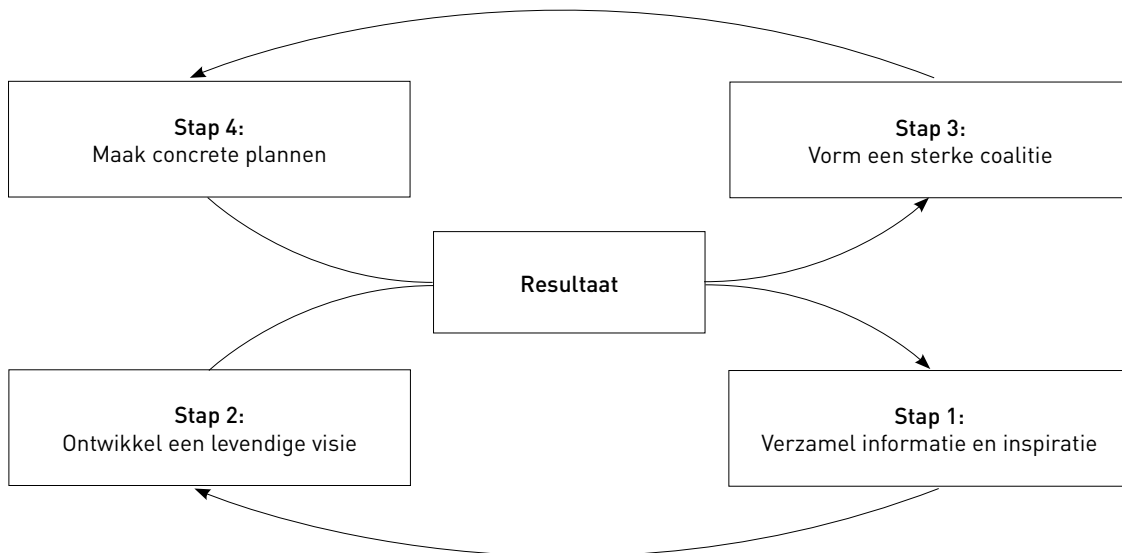 Stap 4:
Maak concrete plannen
Stap 3:
Vorm een sterke coalitie
Resultaat
Stap 2:
Ontwikkel een levendige visie
Stap 1:
Verzamel informatie en inspiratie